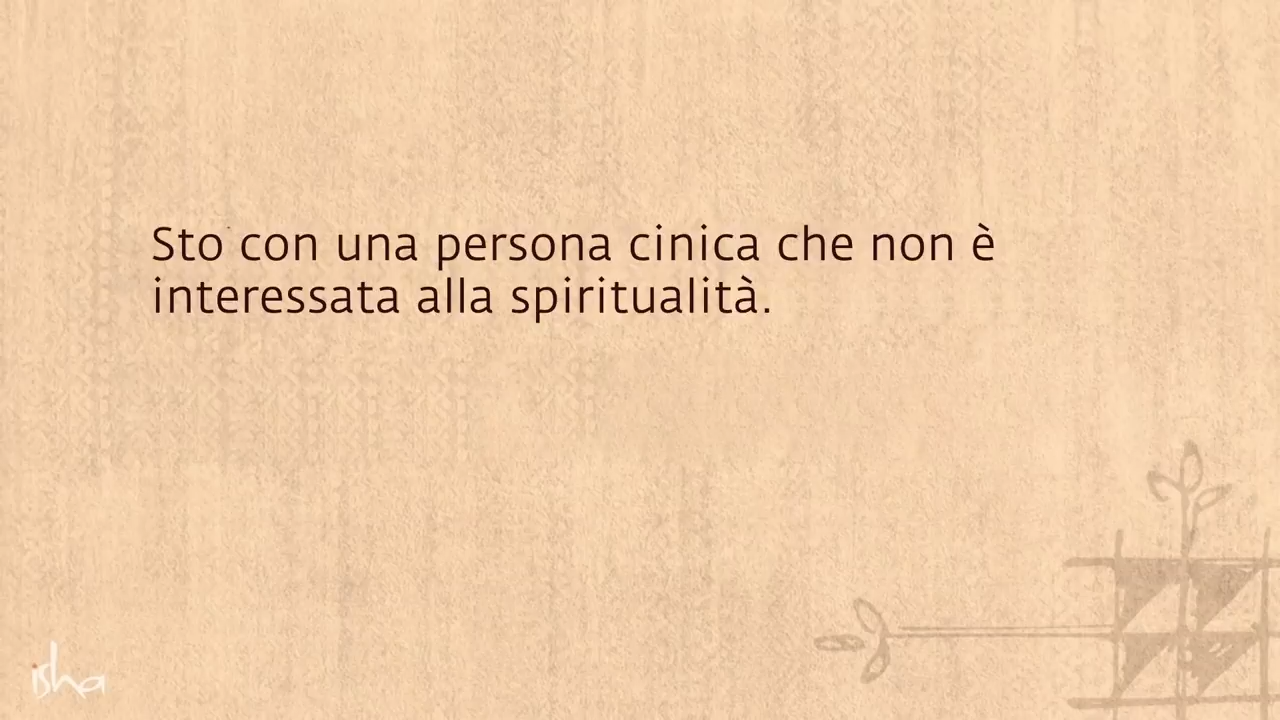 Sto con una persona cinica che non è
interessata alla spiritualità.
isha